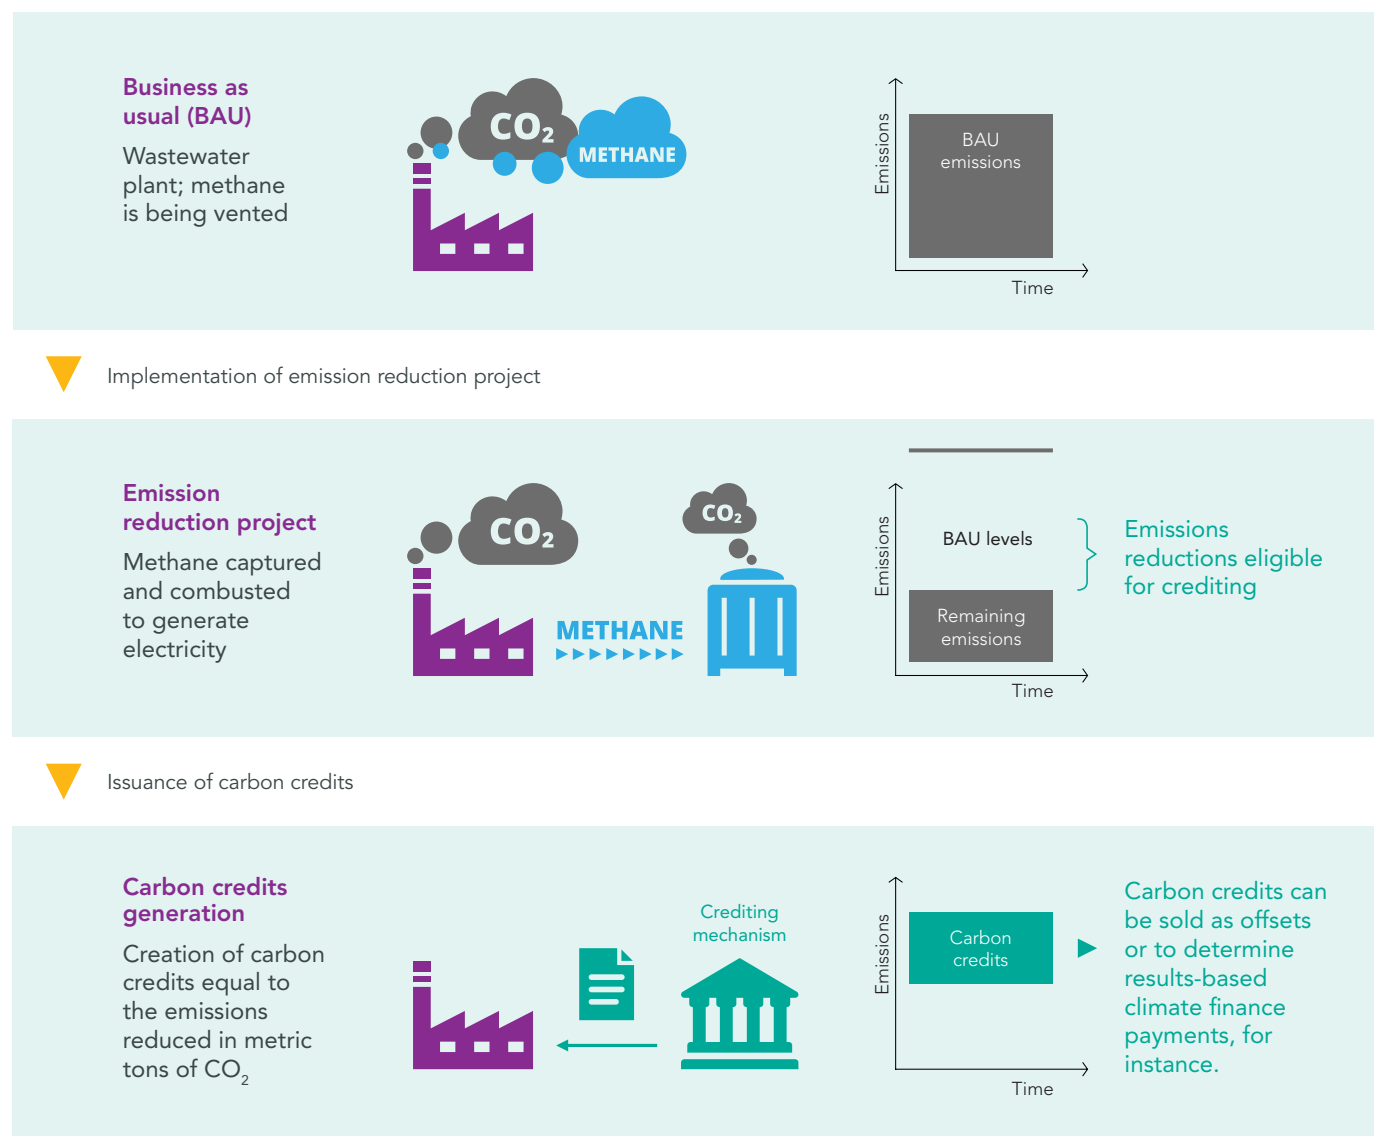 Business as
usual (BAU)
Wastewater
plant; methane
is being vented
CO₂
METHANE
Emissions
BAU
emissions
Time
Implementation of emission reduction project
Emission
reduction project
Methane captured
and combusted
to generate
electricity
CO₂
METHANE
CO₂
Emissions
BAU levels
Remaining
emissions
Time
Emissions
reductions eligible
for crediting
Issuance of carbon credits
Carbon credits
generation
Creation of carbon
credits equal to
the emissions
reduced in metric
tons of CO₂
Crediting
mechanism
Emissions
Carbon
credits
Time
Carbon credits can
be sold as offsets
or to determine
results-based
climate finance
payments, for
instance.